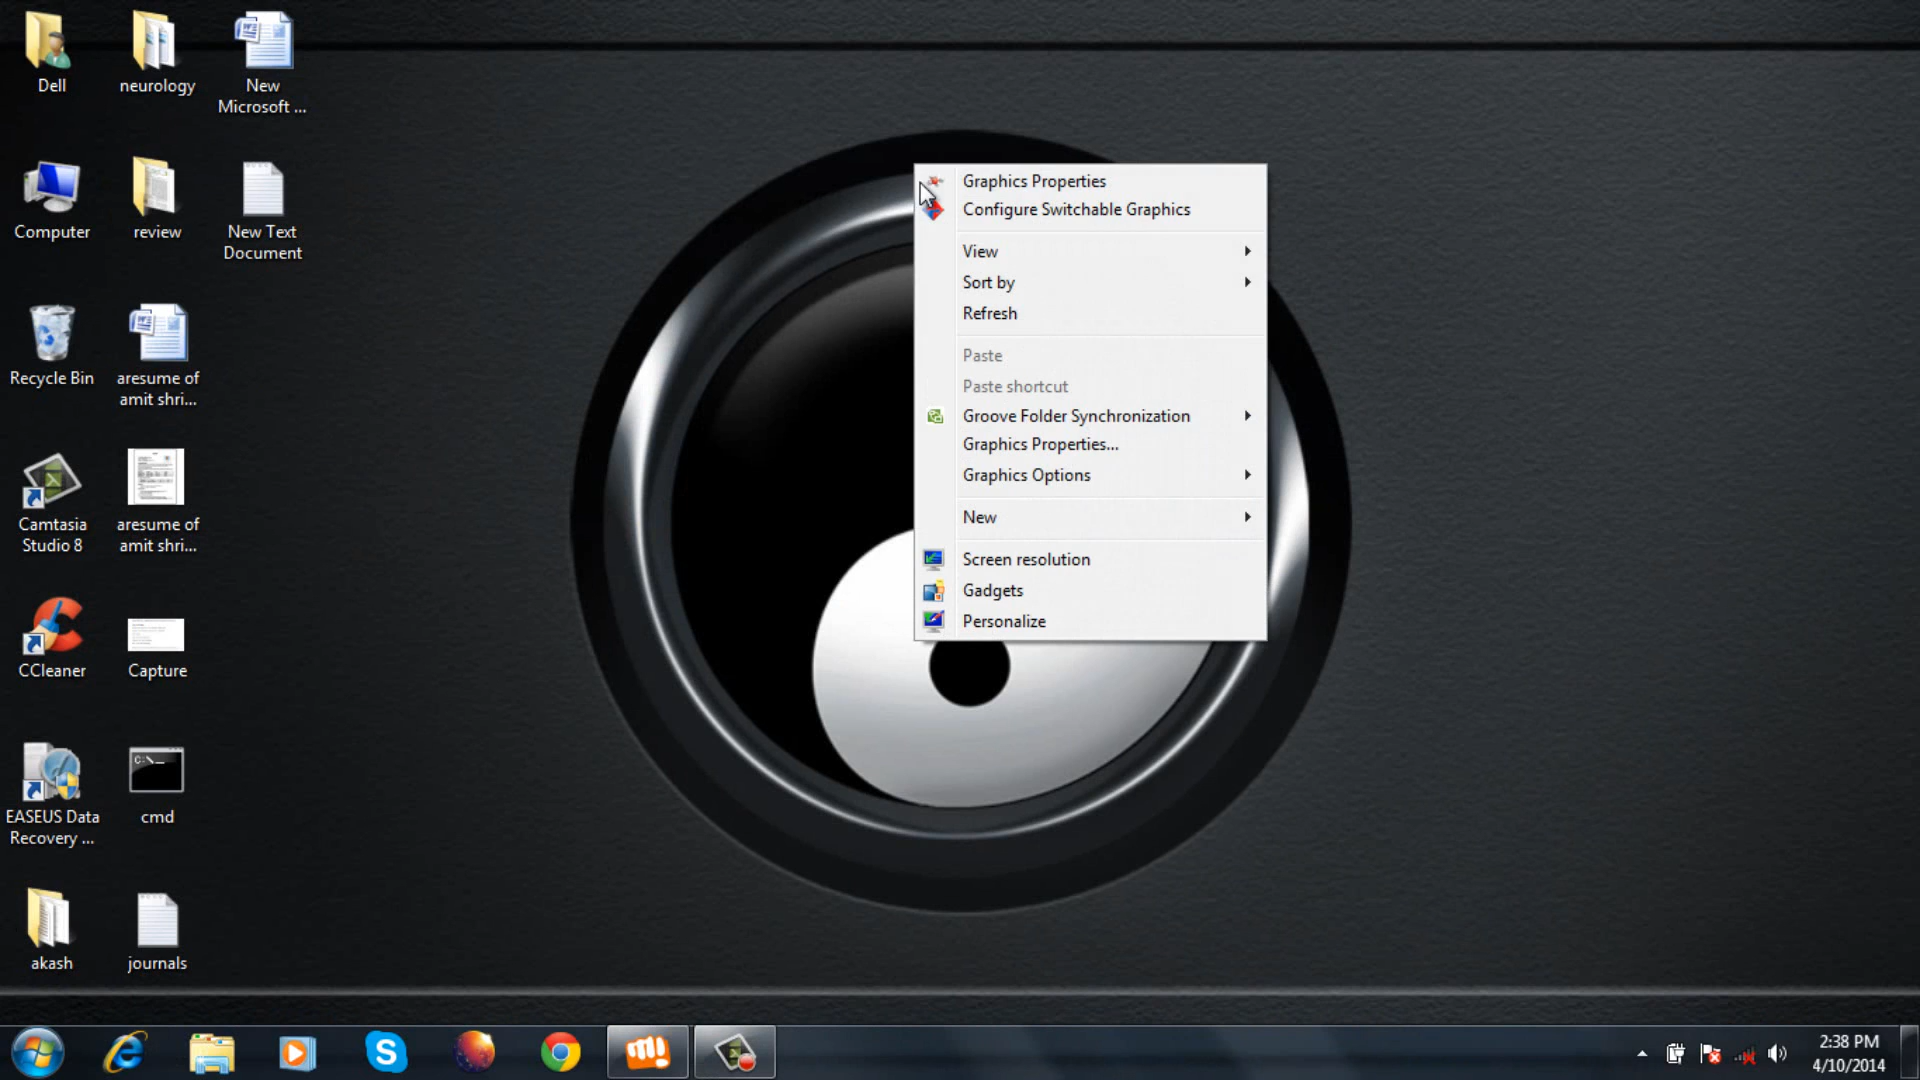 Dell
neurology
New
Microsoft ...
Computer
review
New Text
Document
Recycle Bin
aresume of
amit shri...
Camtasia
Studio 8
aresume of
amit shri...
CCleaner
Capture
EASEUS Data
Recovery ...
cmd
C:\._
akash
journals
Graphics Properties
Configure Switchable Graphics
View
Sort by
Refresh
Paste
Paste shortcut
Groove Folder Synchronization
Graphics Properties...
Graphics Options
New
Screen resolution
Gadgets
Personalize
2:38 PM
4/10/2014